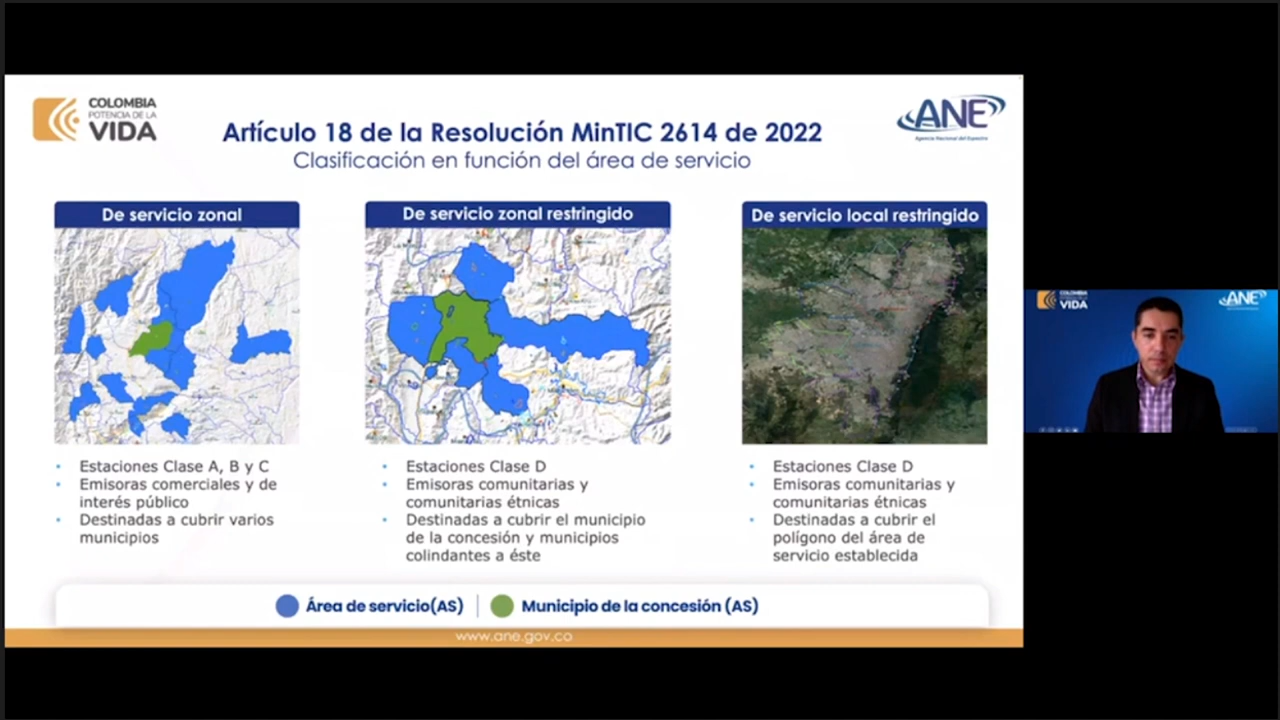 COLOMBIA
POTENCIA DE LA
VIDA
ANE
Agencia Nacional del Espectro
Artículo 18 de la Resolución MinTIC 2614 de 2022
Clasificación en función del área de servicio
De servicio zonal
De servicio zonal restringido
De servicio local restringido
• Estaciones Clase A, B y C
• Emisoras comerciales y de
interés público
• Destinadas a cubrir varios
municipios
• Estaciones Clase D
• Emisoras comunitarias y
comunitarias étnicas
• Destinadas a cubrir el municipio
de la concesión y municipios
colindantes a éste
• Estaciones Clase D
• Emisoras comunitarias y
comunitarias étnicas
• Destinadas a cubrir el
polígono del área de
servicio establecida
Área de servicio(AS)
Municipio de la concesión (AS)
www.ane.gov.co
COLOMBIA
VIDA
ANE